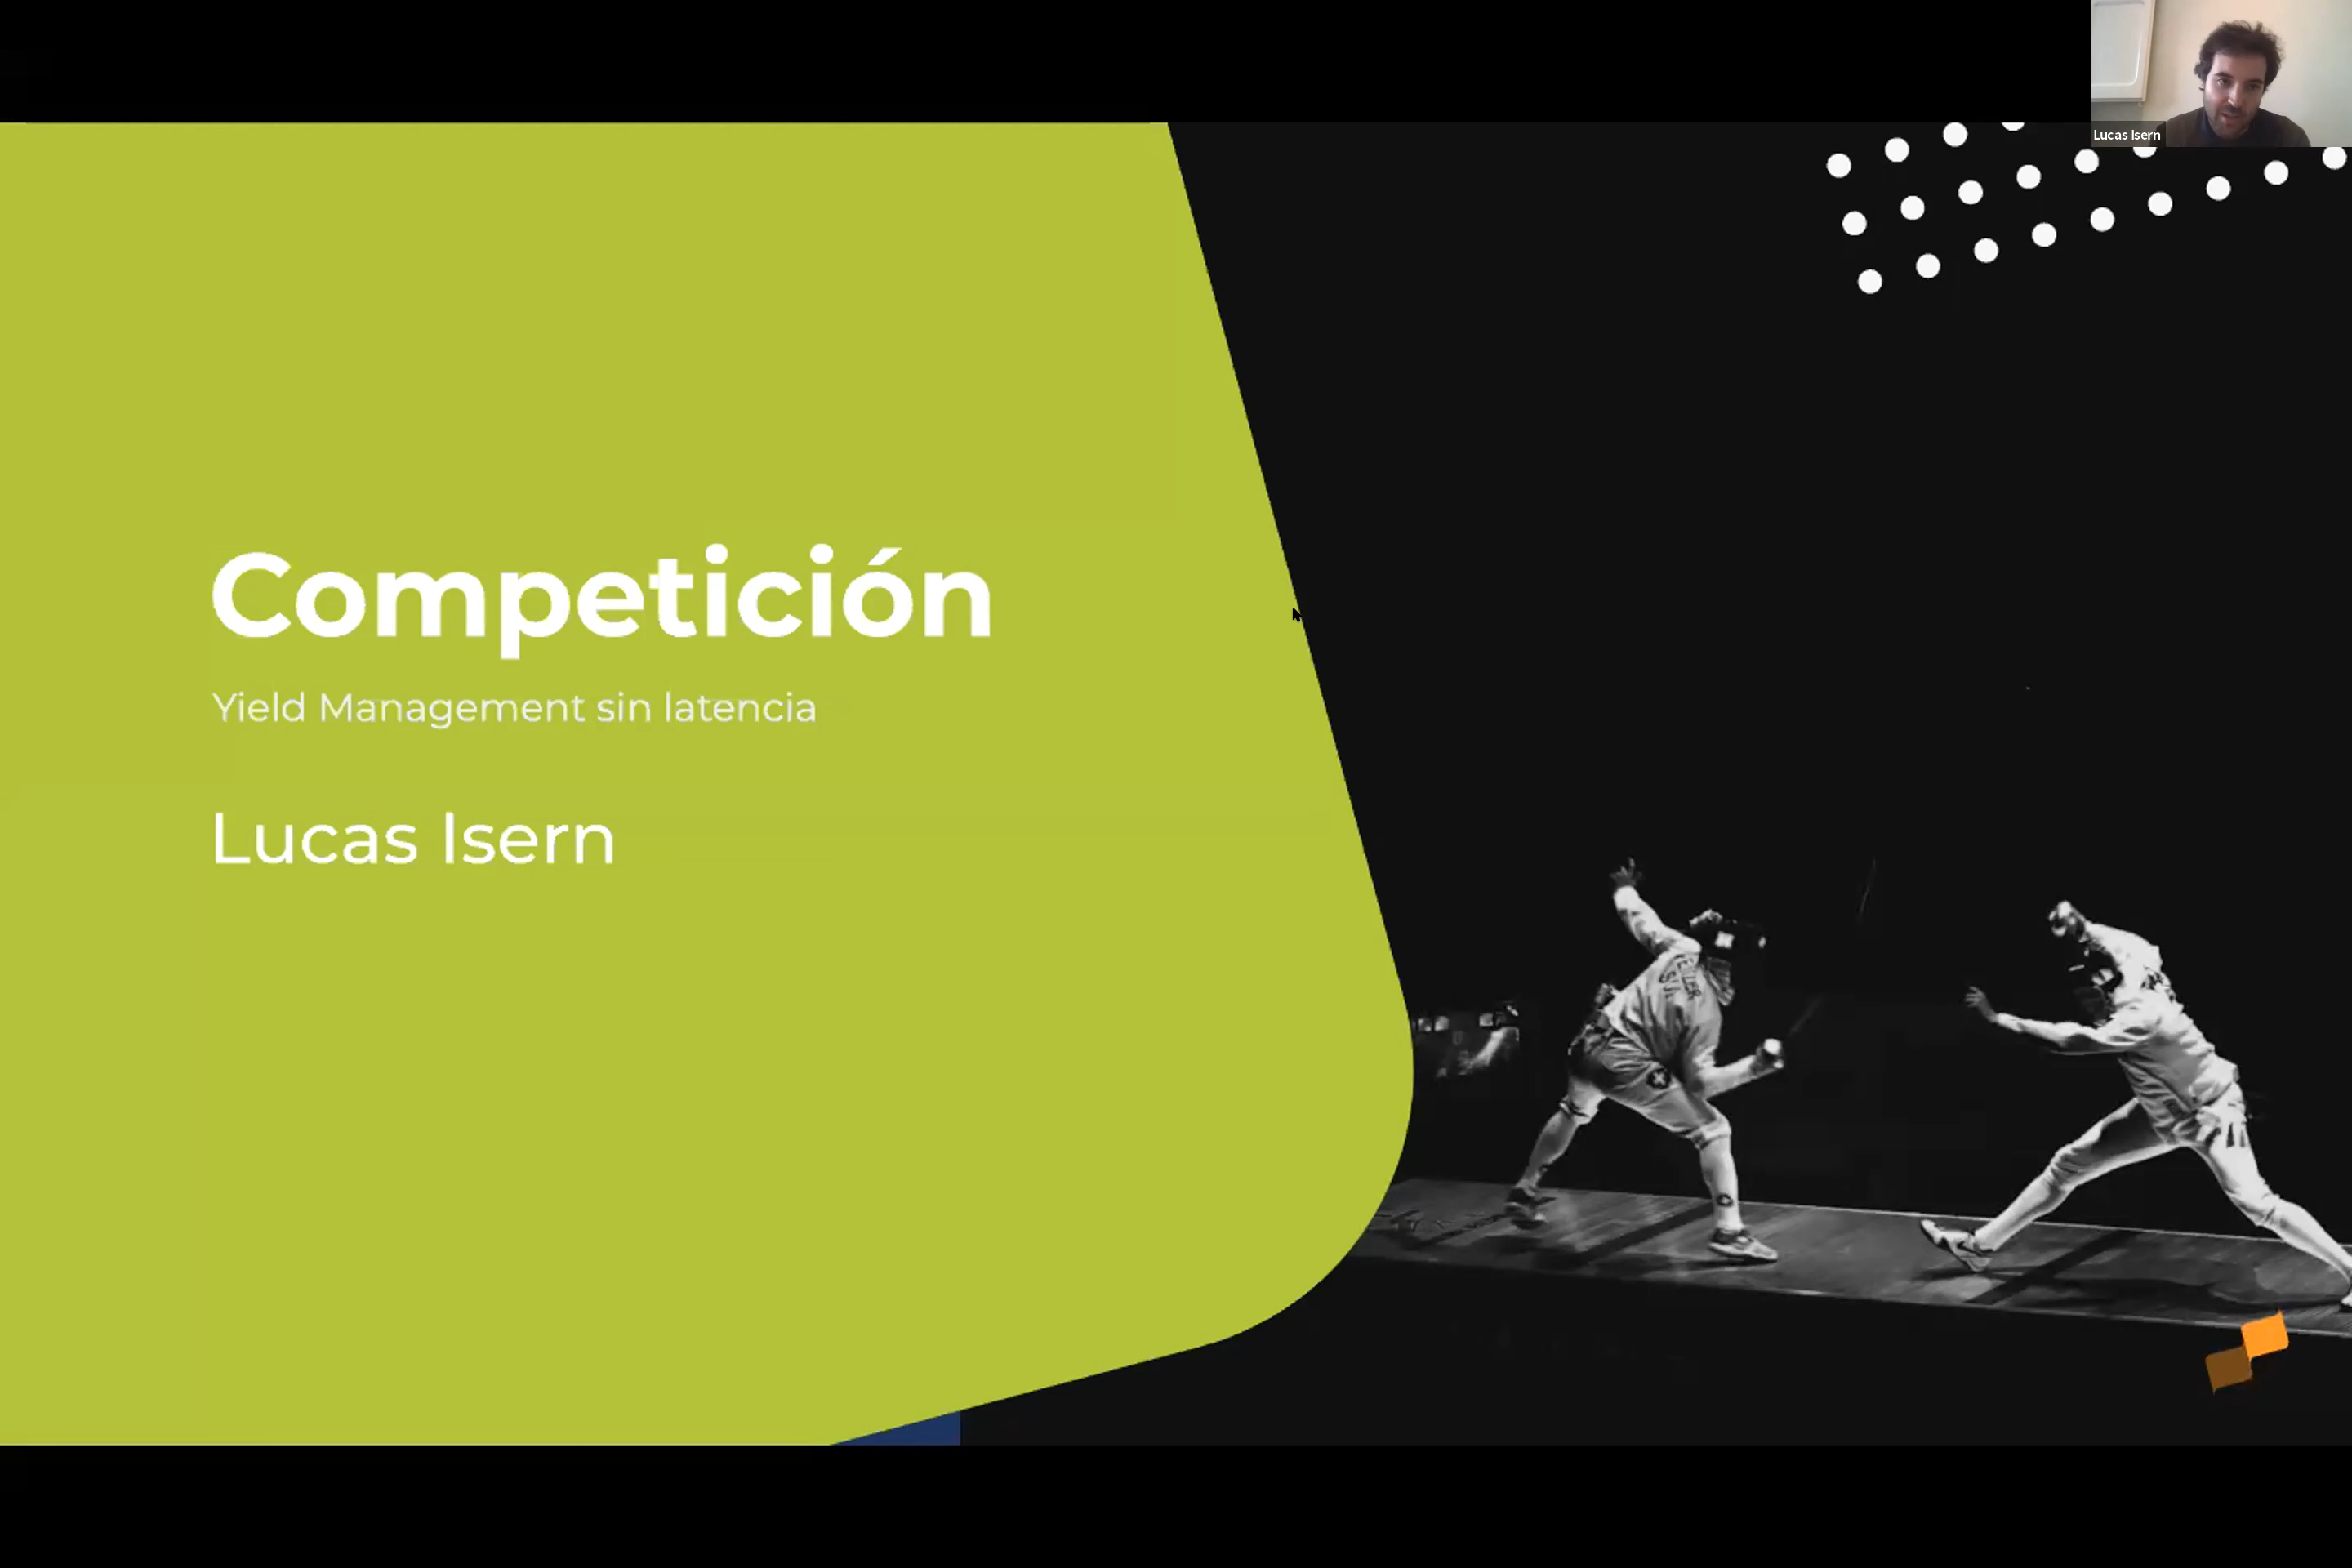 Lucas Isern
Competición
Yield Management sin latencia
Lucas Isern